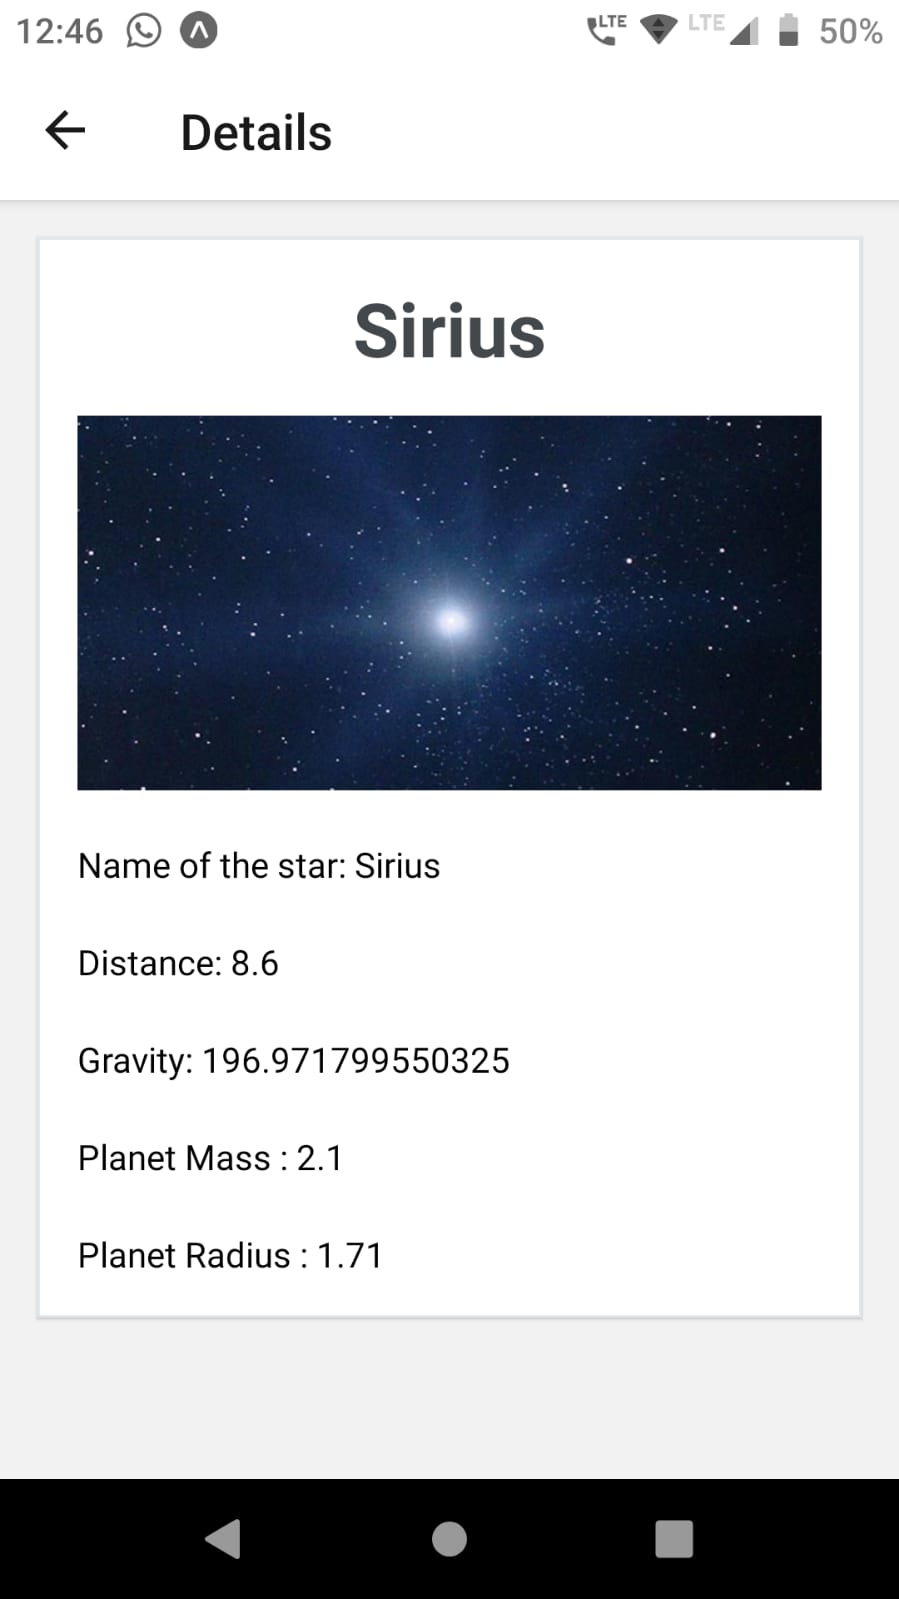 12:46 LTE LTE 50%
Details
Sirius
Name of the star: Sirius
Distance: 8.6
Gravity: 196.971799550325
Planet Mass : 2.1
Planet Radius : 1.71